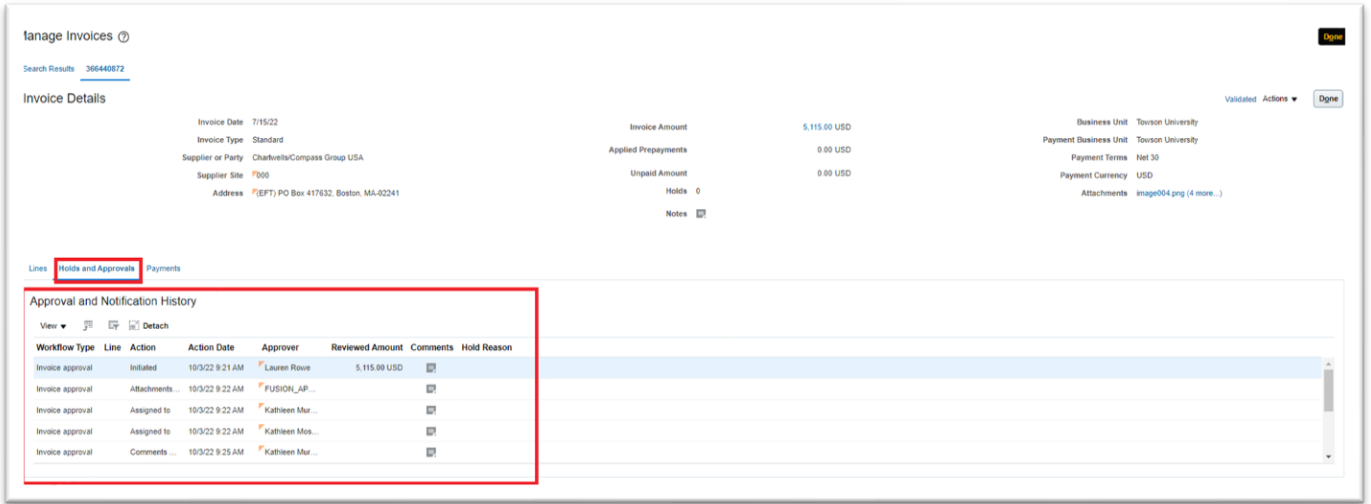 Manage Invoices
Done
Search Results 366440872
Invoice Details
Validated Actions Done
Invoice Date 7/15/22
Invoice Type Standard
Supplier or Party Chartwells/Compass Group USA
Supplier Site 000
Address (EFT) PO Box 417632, Boston, MA-02241
Invoice Amount 5,115.00 USD
Applied Prepayments 0.00 USD
Unpaid Amount 0.00 USD
Holds 0
Notes
Business Unit Towson University
Payment Business Unit Towson University
Payment Terms Net 30
Payment Currency USD
Attachments image004.png (4 more...)
Lines Holds and Approvals Payments
Approval and Notification History
View Detach
Workflow Type Line Action Action Date Approver Reviewed Amount Comments Hold Reason
Invoice approval Initiated 10/3/22 9:21 AM Lauren Rowe 5,115.00 USD
Invoice approval Attachments... 10/3/22 9:22 AM FUSION_AP...
Invoice approval Assigned to 10/3/22 9:22 AM Kathleen Mur...
Invoice approval Assigned to 10/3/22 9:22 AM Kathleen Mos...
Invoice approval Comments ... 10/3/22 9:25 AM Kathleen Mur...